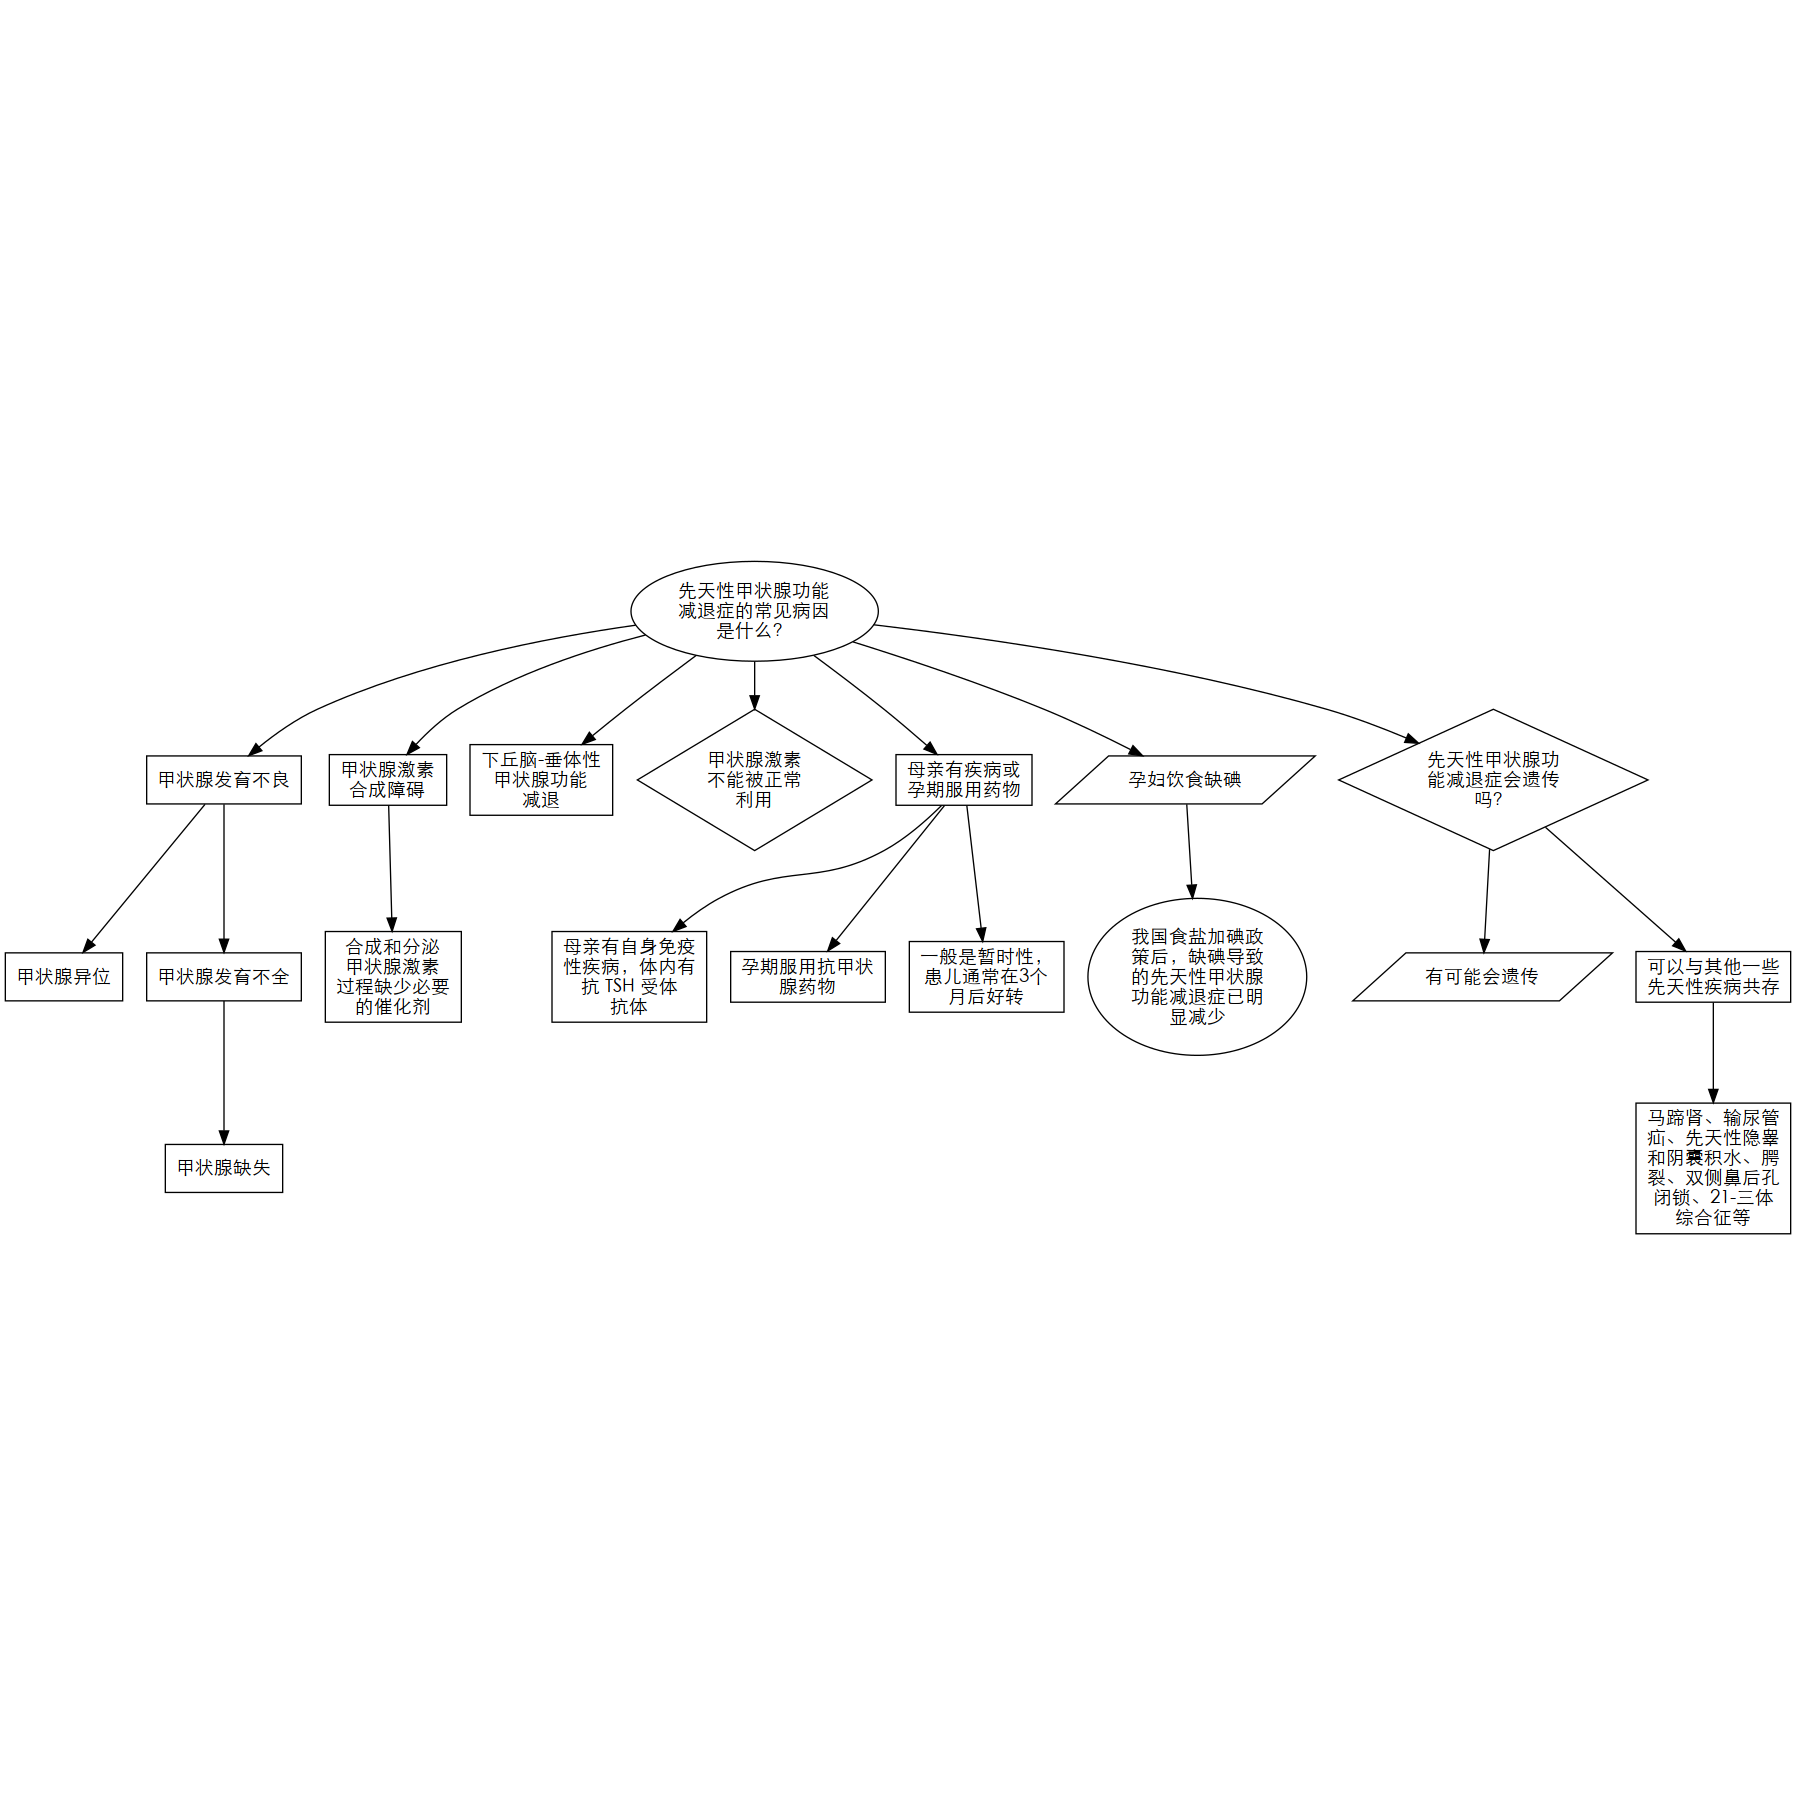 先天性甲状腺功能
减退症的常见病因
是什么?
甲状腺发育不良
甲状腺激素
合成障碍
下丘脑-垂体性
甲状腺功能
减退
甲状腺激素
不能被正常
利用
母亲有疾病或
孕期服用药物
孕妇饮食缺碘
先天性甲状腺功
能减退症会遗传
吗?
甲状腺异位
甲状腺发育不全
合成和分泌
甲状腺激素
过程缺少必要
的催化剂
母亲有自身免疫
性疾病，体内有
抗 TSH 受体
抗体
孕期服用抗甲状
腺药物
一般是暂时性，
患儿通常在3个
月后好转
我国食盐加碘政
策后，缺碘导致
的先天性甲状腺
功能减退症已明
显减少
有可能会遗传
可以与其他一些
先天性疾病共存
甲状腺缺失
马蹄肾、输尿管
疝、先天性隐睾
和阴囊积水、腭
裂、双侧鼻后孔
闭锁、21-三体
综合征等